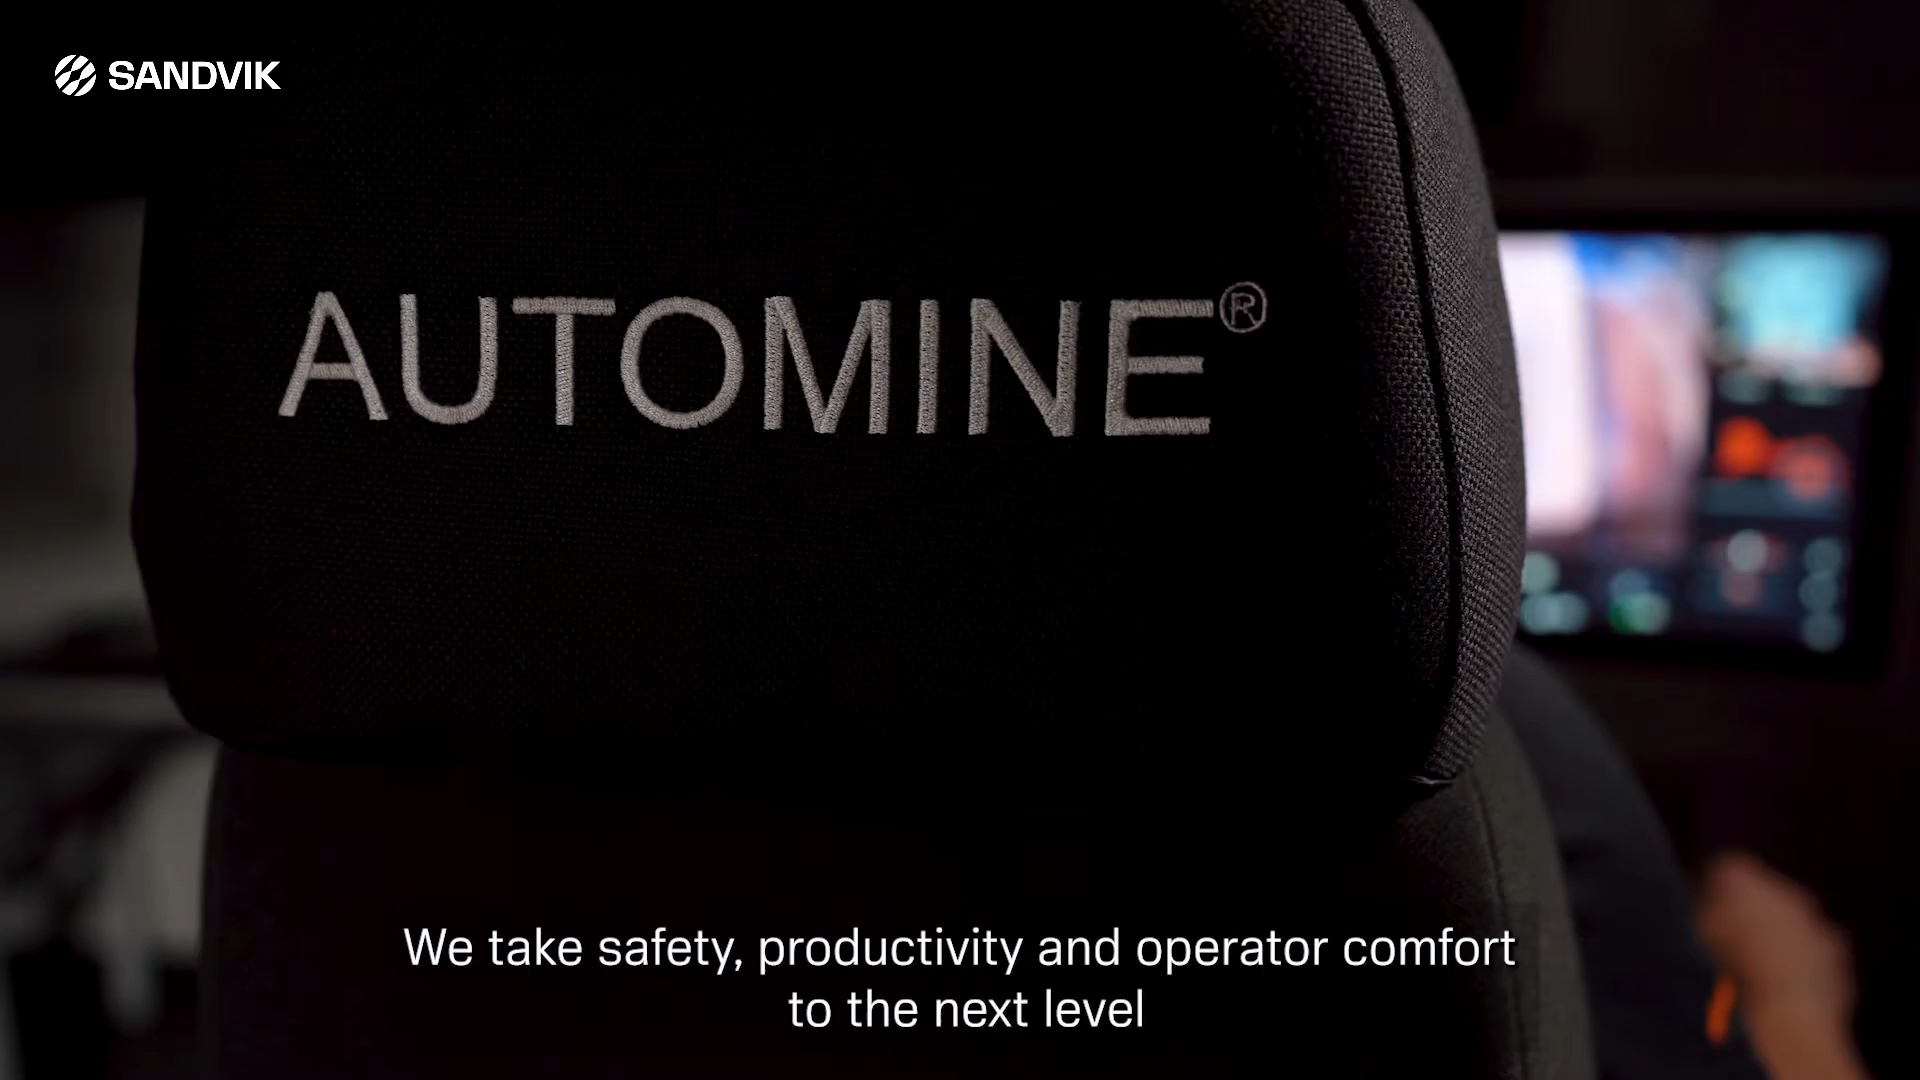 SANDVIK
AUTOMINE®
We take safety, productivity and operator comfort
to the next level